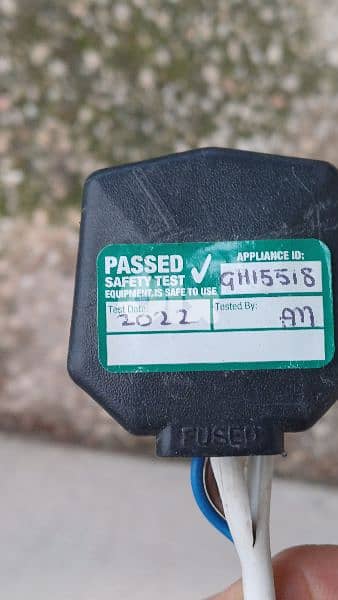 PASSED
SAFETY TEST
EQUIPMENT IS SAFE TO USE
APPLIANCE ID:
GH15518
Test Date:
2022
Tested By:
AM
FUSED